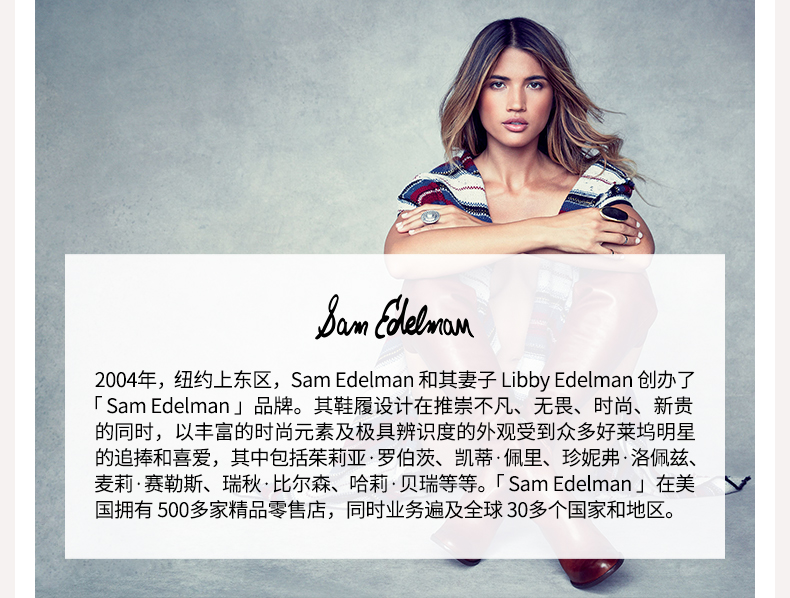 Sam Edelman
2004年，纽约上东区，Sam Edelman 和其妻子 Libby Edelman 创办了
「 Sam Edelman 」品牌。其鞋履设计在推崇不凡、无畏、时尚、新贵
的同时，以丰富的时尚元素及极具辨识度的外观受到众多好莱坞明星
的追捧和喜爱，其中包括茱莉亚·罗伯茨、凯蒂·佩里、珍妮弗·洛佩兹、
麦莉·赛勒斯、瑞秋·比尔森、哈莉·贝瑞等等。「 Sam Edelman 」在美
国拥有 500多家精品零售店，同时业务遍及全球 30多个国家和地区。